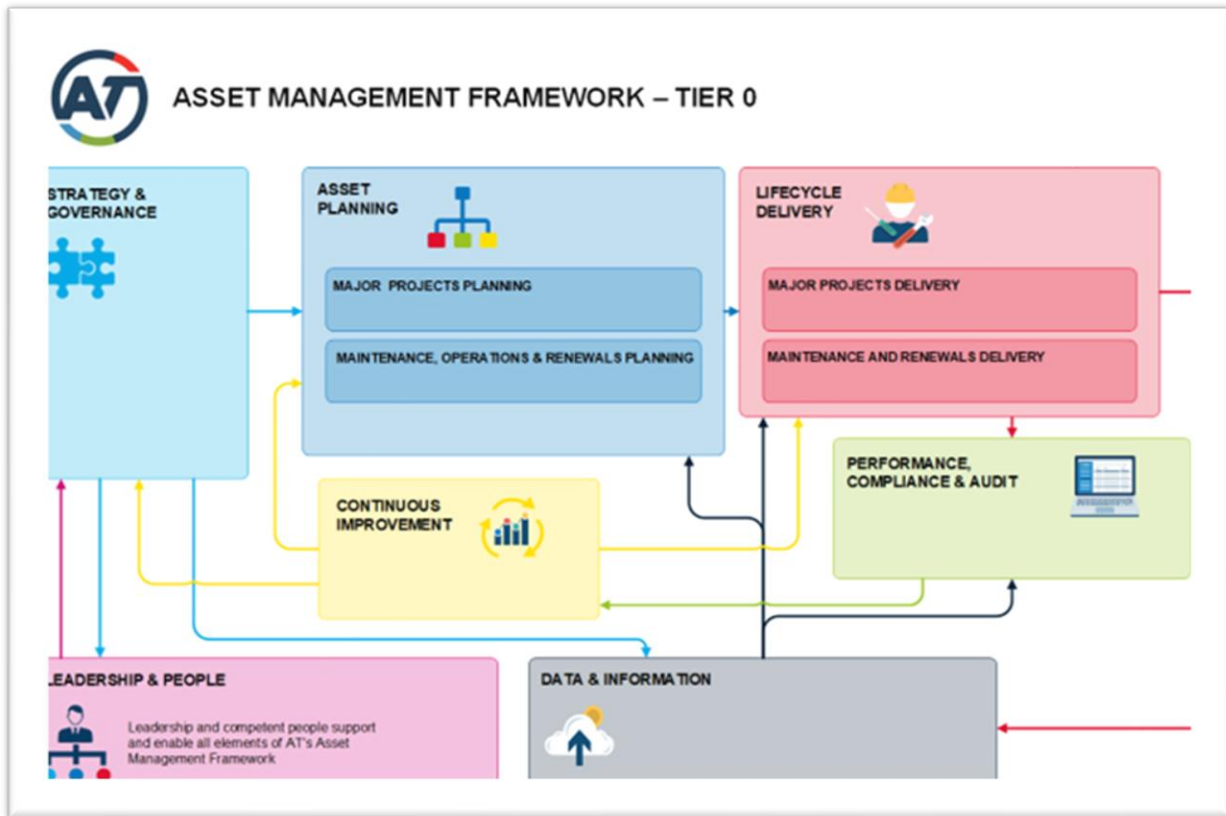 AT
ASSET MANAGEMENT FRAMEWORK – TIER 0
STRATEGY &
GOVERNANCE
ASSET
PLANNING
MAJOR PROJECTS PLANNING
MAINTENANCE, OPERATIONS & RENEWALS PLANNING
LIFECYCLE
DELIVERY
MAJOR PROJECTS DELIVERY
MAINTENANCE AND RENEWALS DELIVERY
CONTINUOUS
IMPROVEMENT
PERFORMANCE,
COMPLIANCE & AUDIT
LEADERSHIP & PEOPLE
Leadership and competent people support
and enable all elements of AT's Asset
Management Framework
DATA & INFORMATION